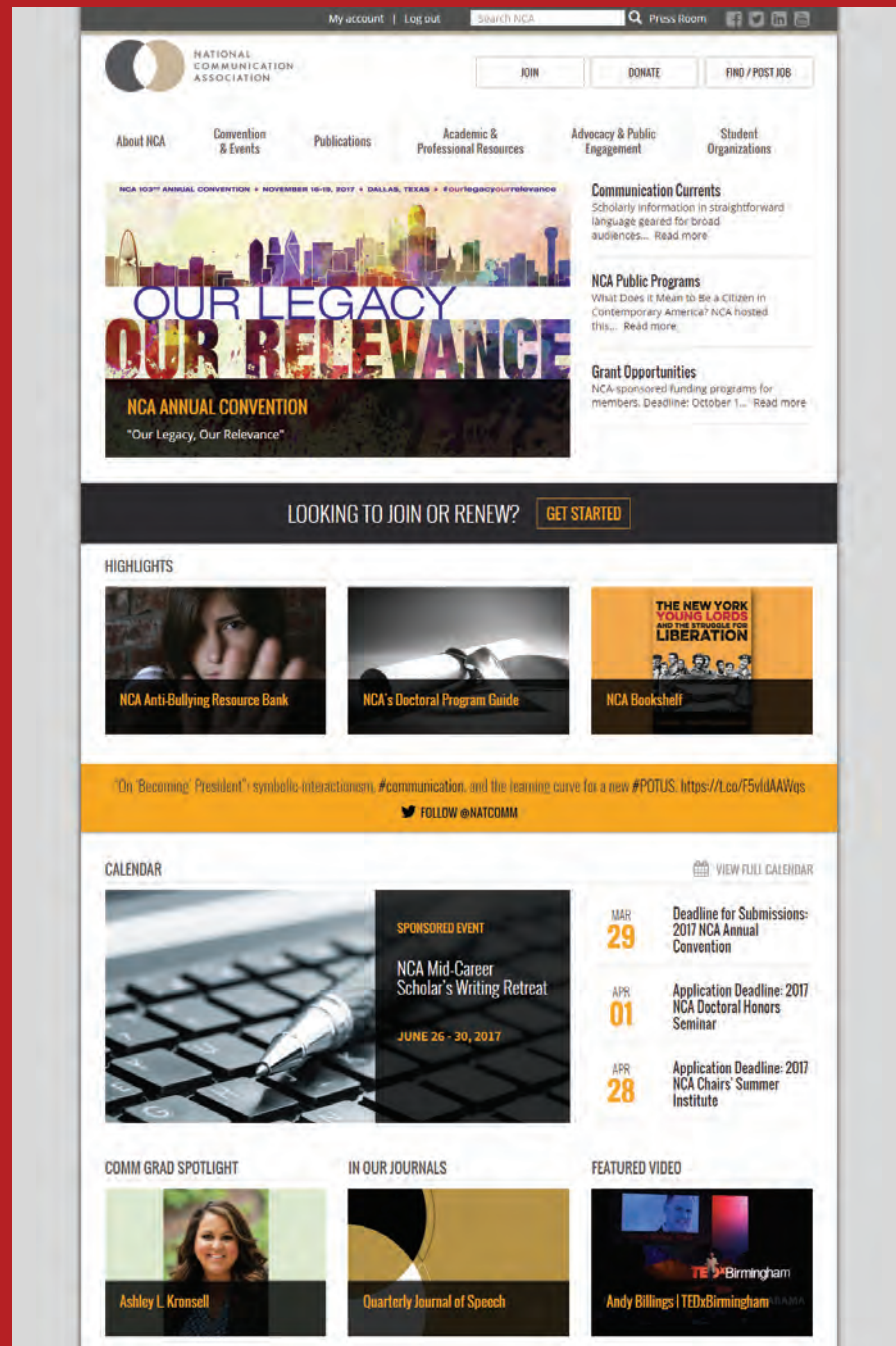 My account | Log out
Search NCA
Press Room
NATIONAL
COMMUNICATION
ASSOCIATION
JOIN
DONATE
FIND / POST JOB
About NCA
Convention
& Events
Publications
Academic &
Professional Resources
Advocacy & Public
Engagement
Student
Organizations
NCA 103RD ANNUAL CONVENTION • NOVEMBER 16-19, 2017 • DALLAS, TEXAS • #ourlegacyourrelevance
OUR LEGACY
OUR RELEVANCE
NCA ANNUAL CONVENTION
"Our Legacy, Our Relevance"
Communication Currents
Scholarly information in straightforward
language geared for broad
audiences... Read more
NCA Public Programs
What Does it Mean to Be a Citizen in
Contemporary America? NCA hosted
this... Read more
Grant Opportunities
NCA-sponsored funding programs for
members. Deadline: October 1... Read more
LOOKING TO JOIN OR RENEW?
GET STARTED
HIGHLIGHTS
NCA Anti-Bullying Resource Bank
NCA's Doctoral Program Guide
THE NEW YORK
YOUNG LORDS
AND THE STRUGGLE FOR
LIBERATION
NCA Bookshelf
"On 'Becoming' President": symbolic-interactionism, #communication, and the learning curve for a new #POTUS. https://t.co/F5vldAAWqs
FOLLOW @NATCOMM
CALENDAR
VIEW FULL CALENDAR
SPONSORED EVENT
NCA Mid-Career
Scholar's Writing Retreat
JUNE 26 - 30, 2017
MAR
29
Deadline for Submissions:
2017 NCA Annual
Convention
APR
01
Application Deadline: 2017
NCA Doctoral Honors
Seminar
APR
28
Application Deadline: 2017
NCA Chairs' Summer
Institute
COMM GRAD SPOTLIGHT
Ashley L. Kronsell
IN OUR JOURNALS
Quarterly Journal of Speech
FEATURED VIDEO
TEDxBirmingham
Andy Billings | TEDxBirmingham